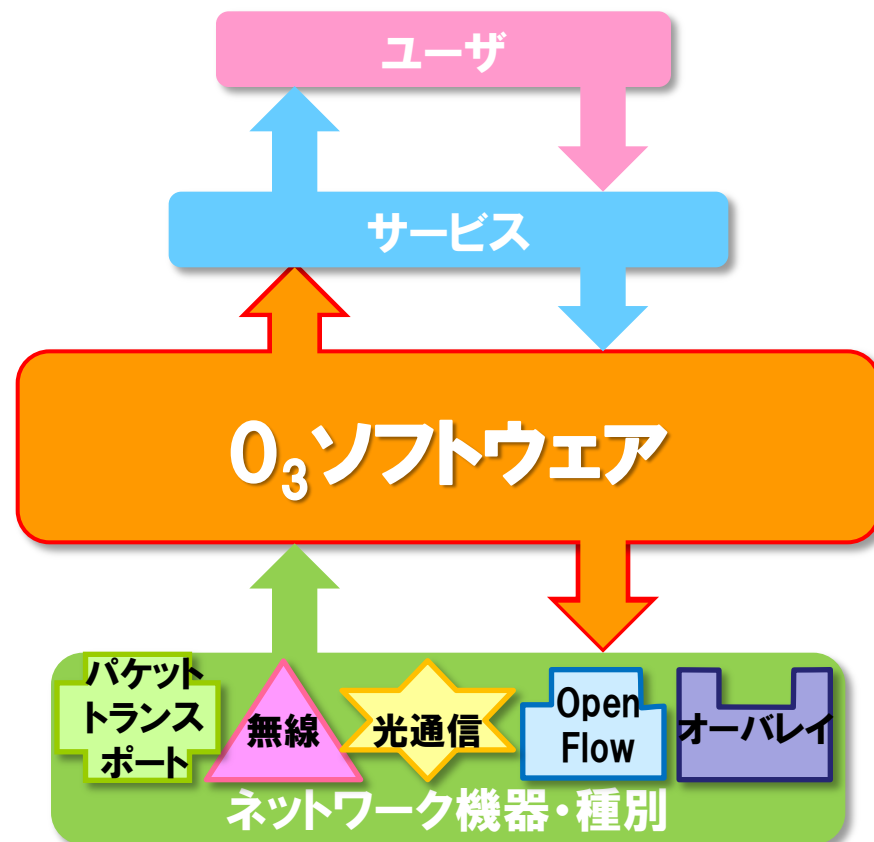 ユーザ
サービス
O₃ソフトウェア
パケット
トランス
ポート
無線
光通信
Open
Flow
オーバレイ
ネットワーク機器・種別